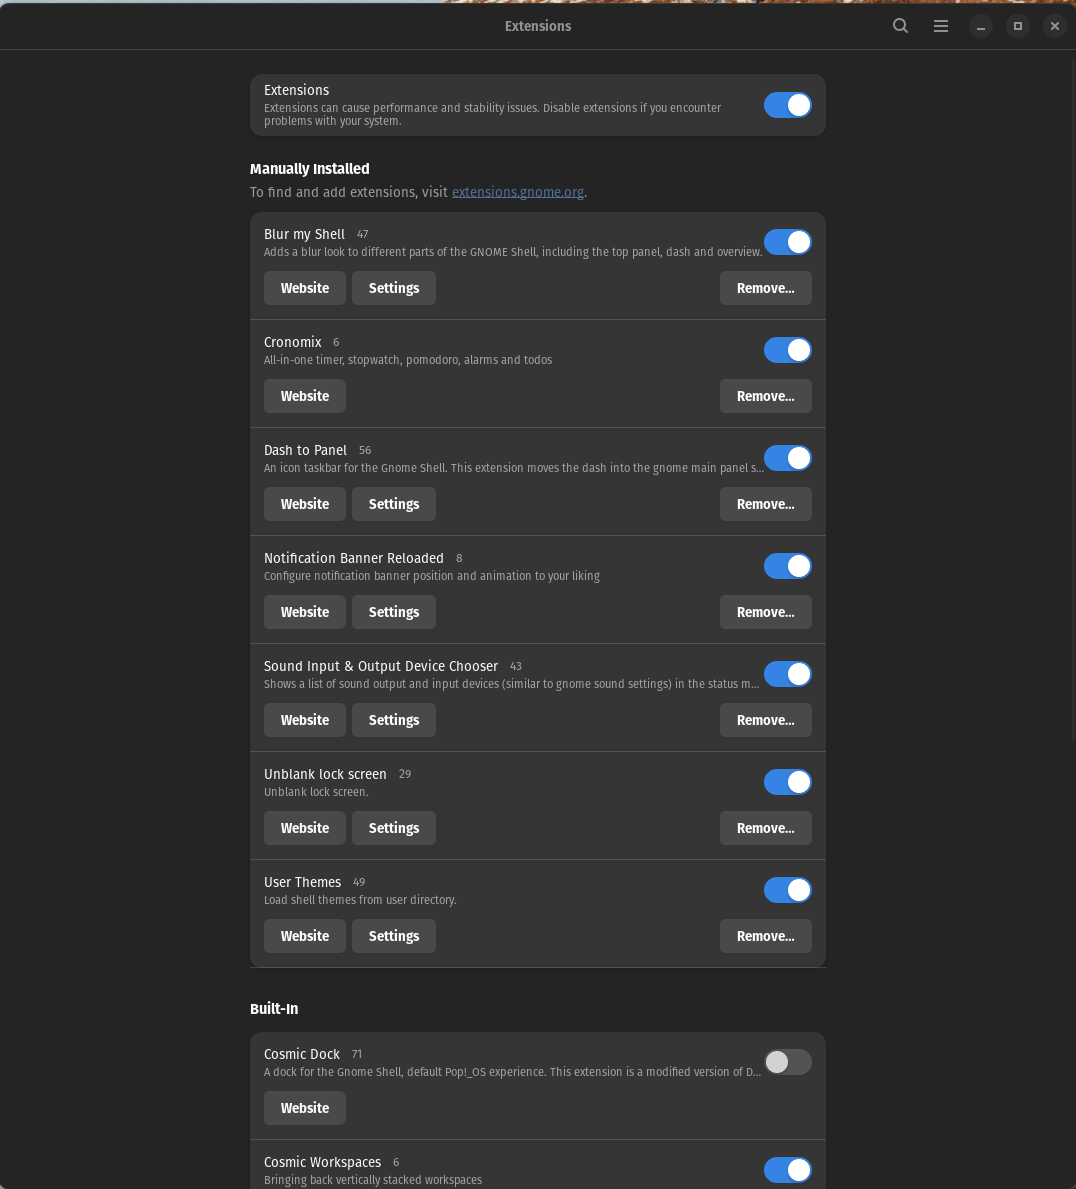 Extensions
Extensions
Extensions can cause performance and stability issues. Disable extensions if you encounter
problems with your system.
Manually Installed
To find and add extensions, visit extensions.gnome.org.
Blur my Shell 47
Adds a blur look to different parts of the GNOME Shell, including the top panel, dash and overview.
Website Settings Remove...
Cronomix 6
All-in-one timer, stopwatch, pomodoro, alarms and todos
Website Remove...
Dash to Panel 56
An icon taskbar for the Gnome Shell. This extension moves the dash into the gnome main panel s...
Website Settings Remove...
Notification Banner Reloaded 8
Configure notification banner position and animation to your liking
Website Settings Remove...
Sound Input & Output Device Chooser 43
Shows a list of sound output and input devices (similar to gnome sound settings) in the status m...
Website Settings Remove...
Unblank lock screen 29
Unblank lock screen.
Website Settings Remove...
User Themes 49
Load shell themes from user directory.
Website Settings Remove...
Built-In
Cosmic Dock 71
A dock for the Gnome Shell, default Pop!_OS experience. This extension is a modified version of D...
Website
Cosmic Workspaces 6
Bringing back vertically stacked workspaces